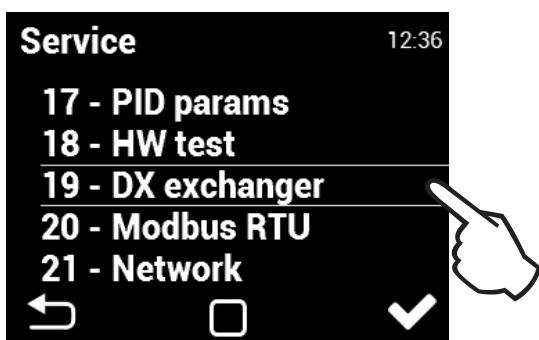 Service
12:36
17 - PID params
18 - HW test
19 - DX exchanger
20 - Modbus RTU
21 - Network